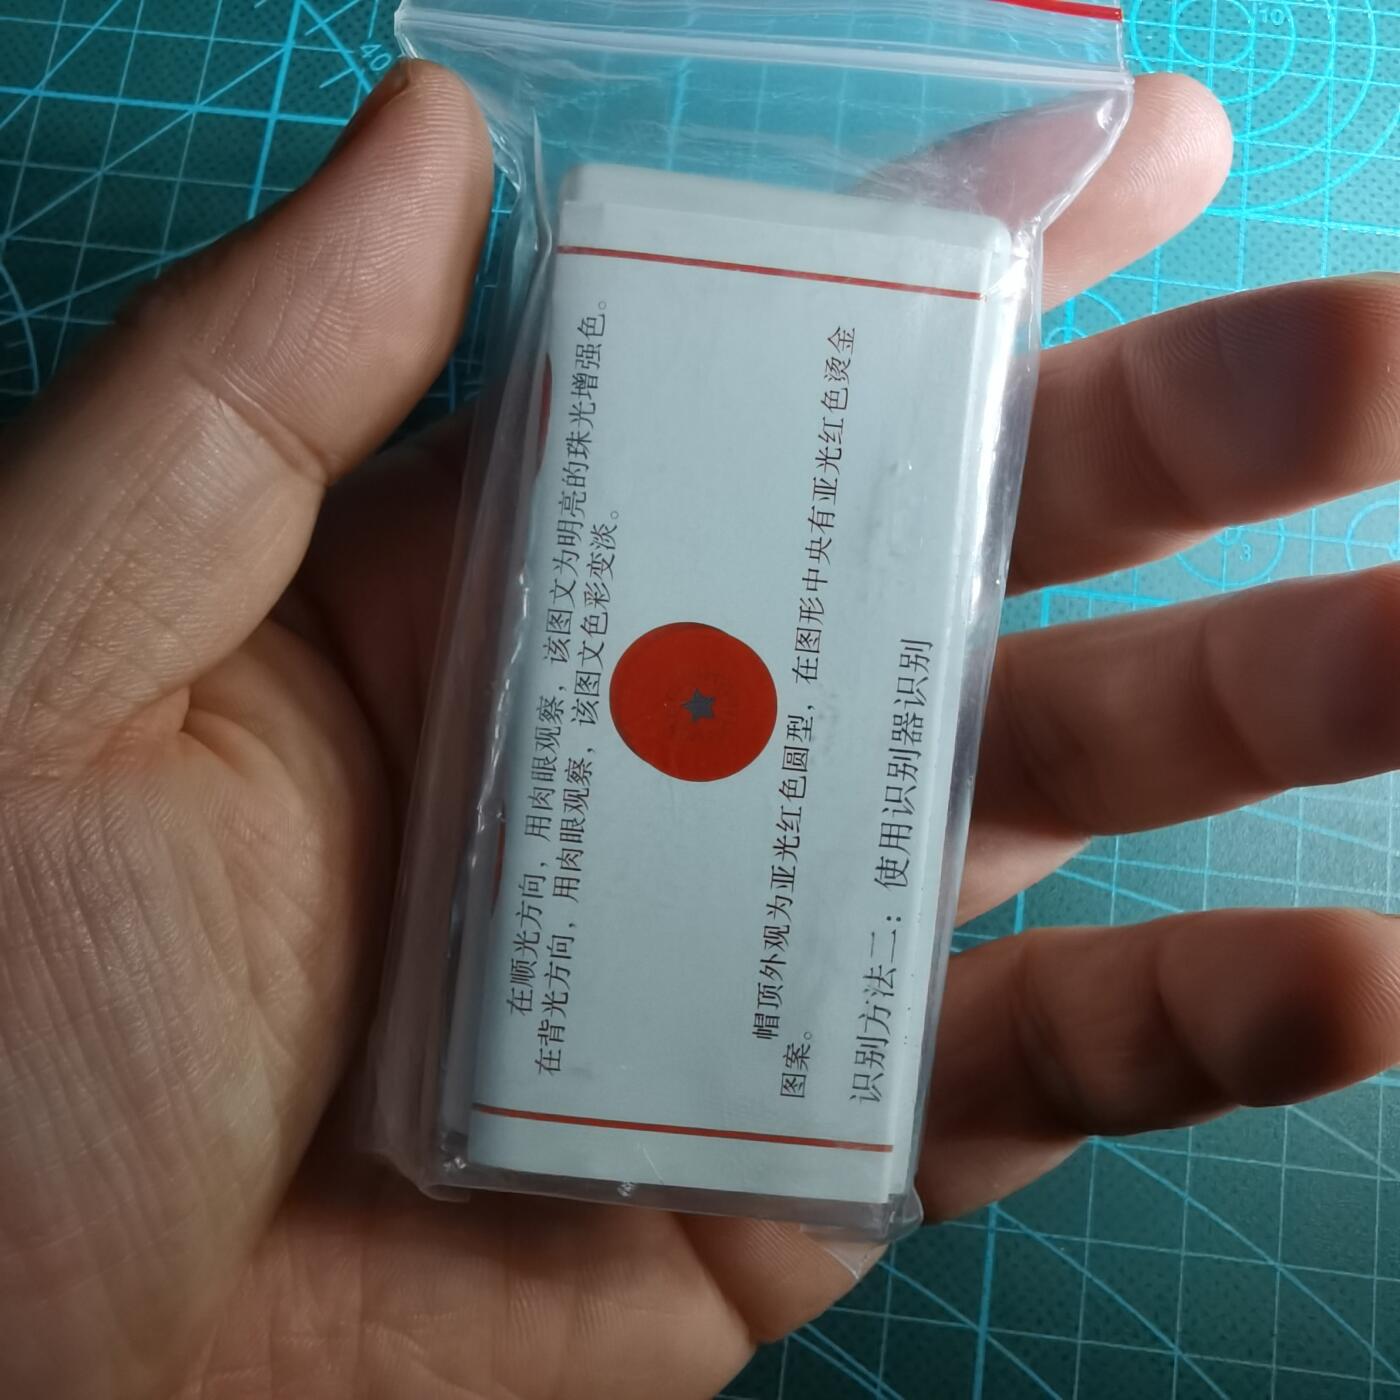 在顺光方向，用肉眼观察，该图文为明亮的珠光增强色。
在背光方向，用肉眼观察，该图文色彩变淡。
帽顶外观为亚光红色圆型，在图形中央有亚光红色烫金
图案。
识别方法二：使用识别器识别
40
10
3